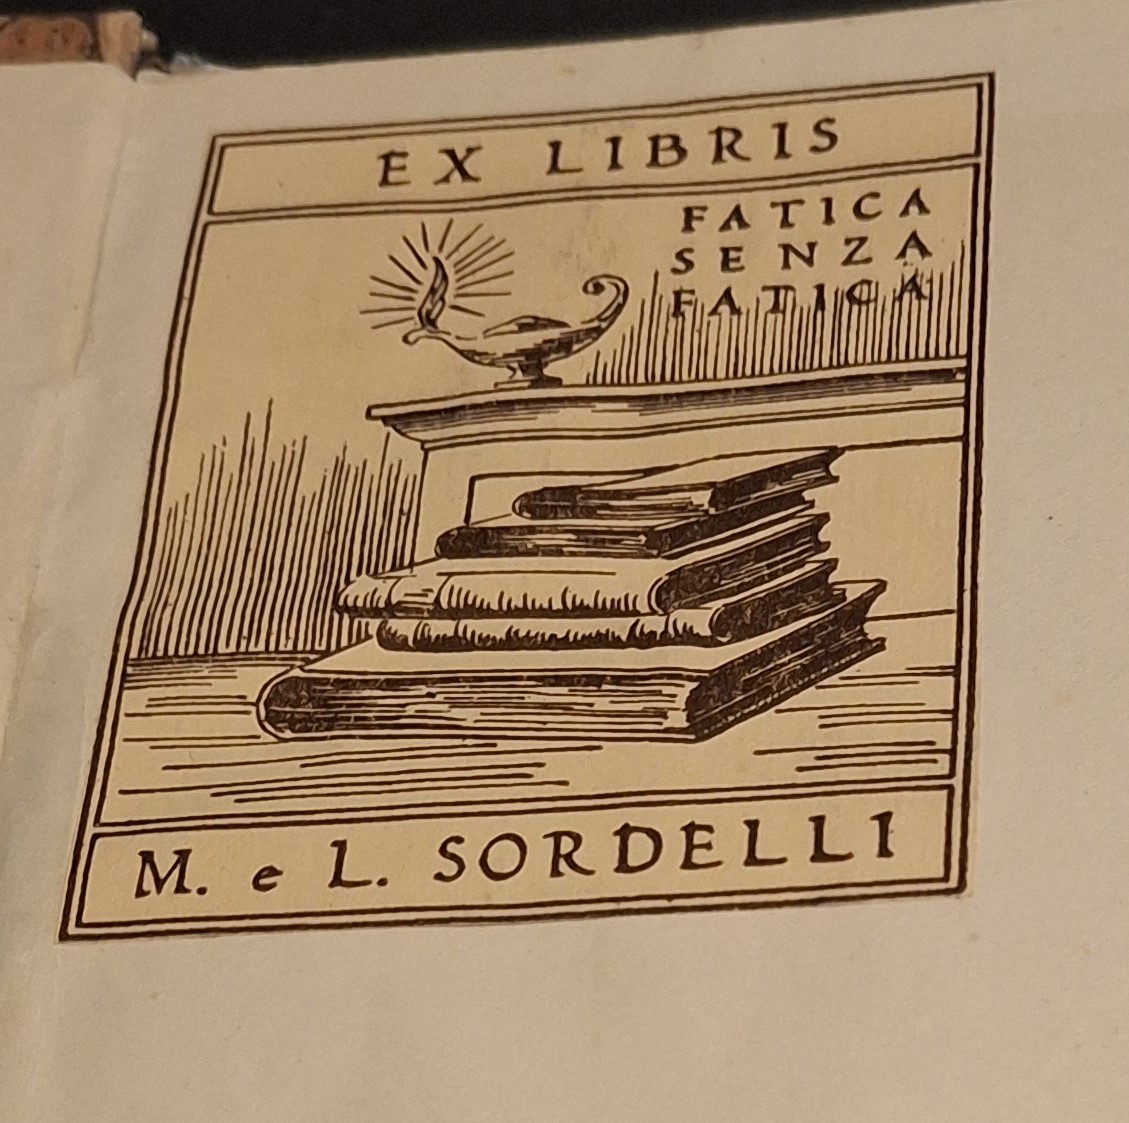 EX LIBRIS
FATICA
SENZA
FATICA
M. e L. SORDELLI